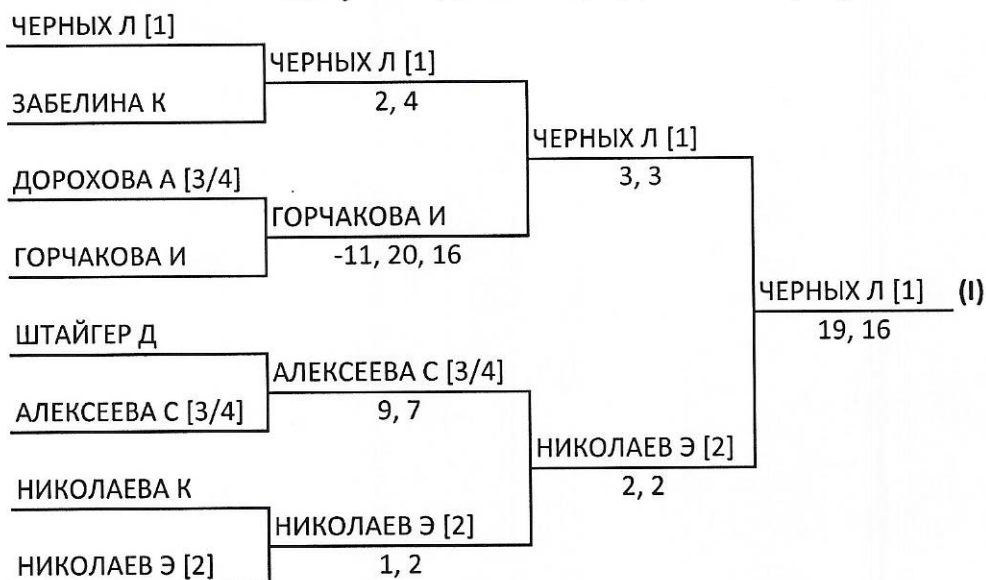 ЧЕРНЫХ Л [1]
ЧЕРНЫХ Л [1]
ЗАБЕЛИНА К
2, 4
ЧЕРНЫХ Л [1]
ДОРОХОВА А [3/4]
3, 3
ГОРЧАКОВА И
ГОРЧАКОВА И
-11, 20, 16
ЧЕРНЫХ Л [1] (I)
ШТАЙГЕР Д
19, 16
АЛЕКСЕЕВА С [3/4]
АЛЕКСЕЕВА С [3/4]
9, 7
НИКОЛАЕВ Э [2]
НИКОЛАЕВА К
2, 2
НИКОЛАЕВ Э [2]
НИКОЛАЕВ Э [2]
1, 2